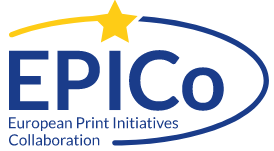 EPICo
European Print Initiatives
Collaboration